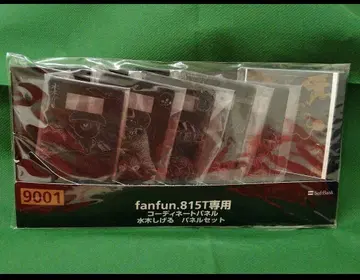 9001
SoftBank
fanfun.815T専用
コーディネートパネル
水木しげる パネルセット